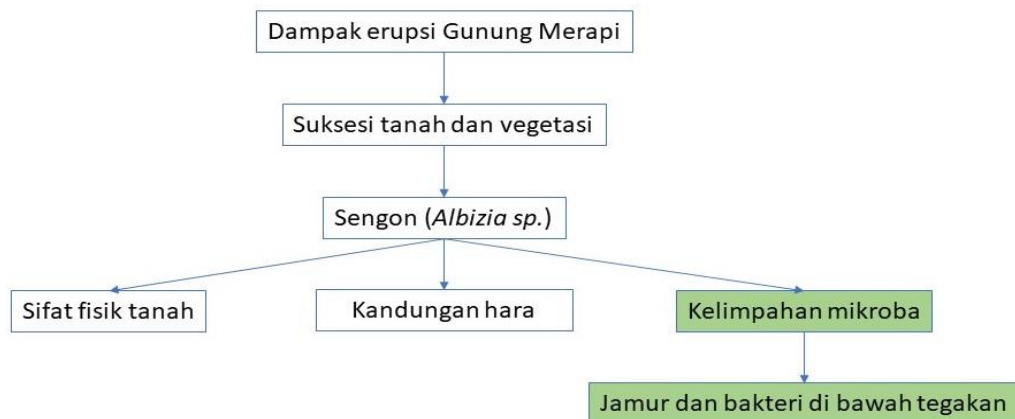 Dampak erupsi Gunung Merapi
Suksesi tanah dan vegetasi
Sengon (Albizia sp.)
Sifat fisik tanah
Kandungan hara
Kelimpahan mikroba
Jamur dan bakteri di bawah tegakan